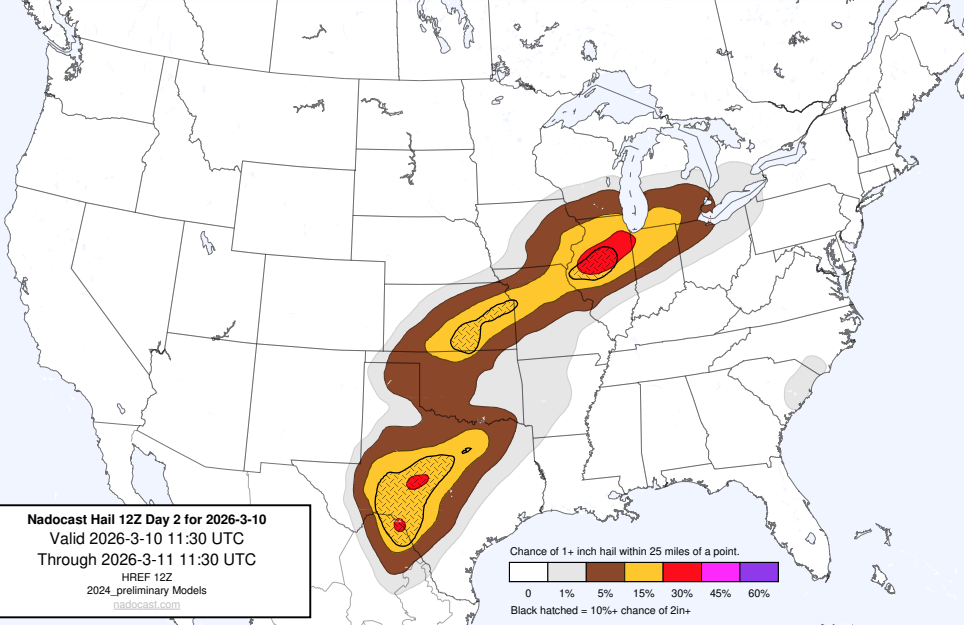 Nadocast Hail 12Z Day 2 for 2026-3-10
Valid 2026-3-10 11:30 UTC
Through 2026-3-11 11:30 UTC
HREF 12Z
2024_preliminary Models
nadocast.com
Chance of 1+ inch hail within 25 miles of a point.
0 1% 5% 15% 30% 45% 60%
Black hatched = 10%+ chance of 2in+